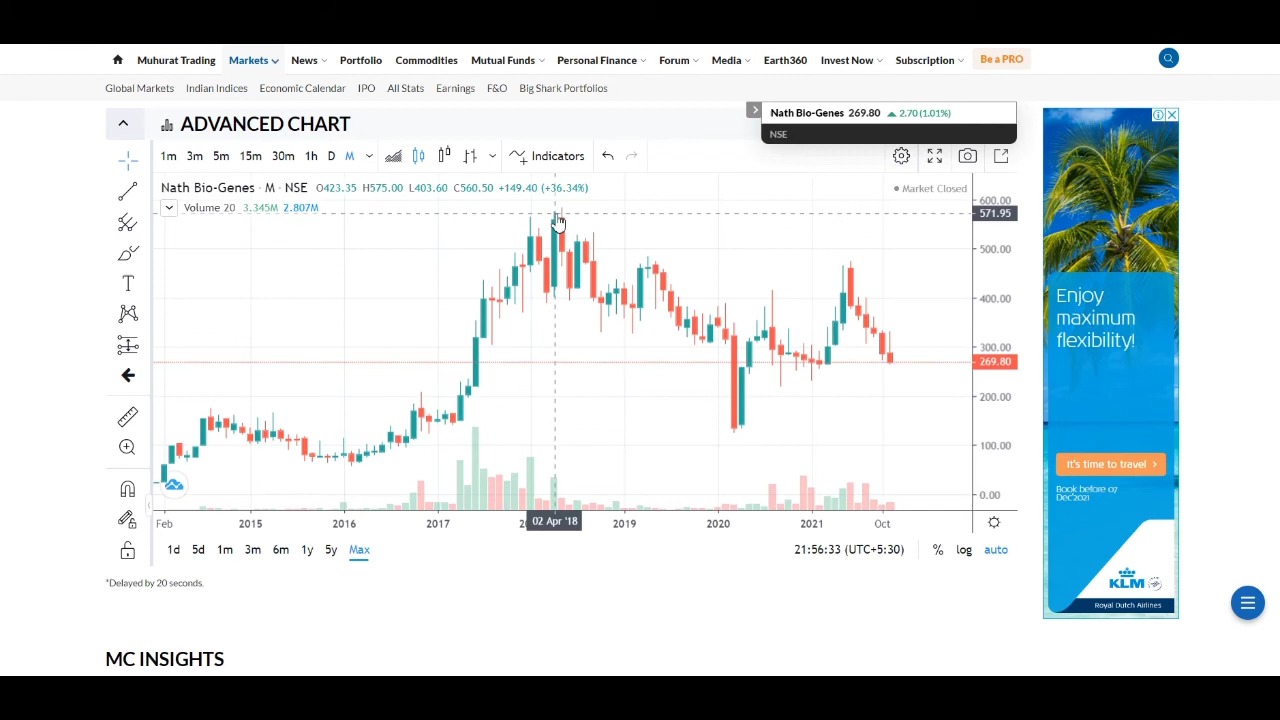 Muhurat Trading Markets News Portfolio Commodities Mutual Funds Personal Finance Forum Media Earth360 Invest Now Subscription Be a PRO
Global Markets Indian Indices Economic Calendar IPO All Stats Earnings F&O Big Shark Portfolios
ADVANCED CHART
Nath Bio-Genes 269.80 2.70 (1.01%)
NSE
1m 3m 5m 15m 30m 1h D M Indicators
Nath Bio-Genes · M · NSE O423.35 H575.00 L403.60 C560.50 +149.40 (+36.34%)
Market Closed
Volume 20 3.345M 2.807M
600.00
571.95
500.00
400.00
300.00
269.80
200.00
100.00
0.00
Feb 2015 2016 2017 02 Apr '18 2019 2020 2021 Oct
1d 5d 1m 3m 6m 1y 5y Max 21:56:33 (UTC+5:30) % log auto
*Delayed by 20 seconds.
MC INSIGHTS
Enjoy
maximum
flexibility!
It's time to travel
Book before 07
Dec'2021
KLM
Royal Dutch Airlines